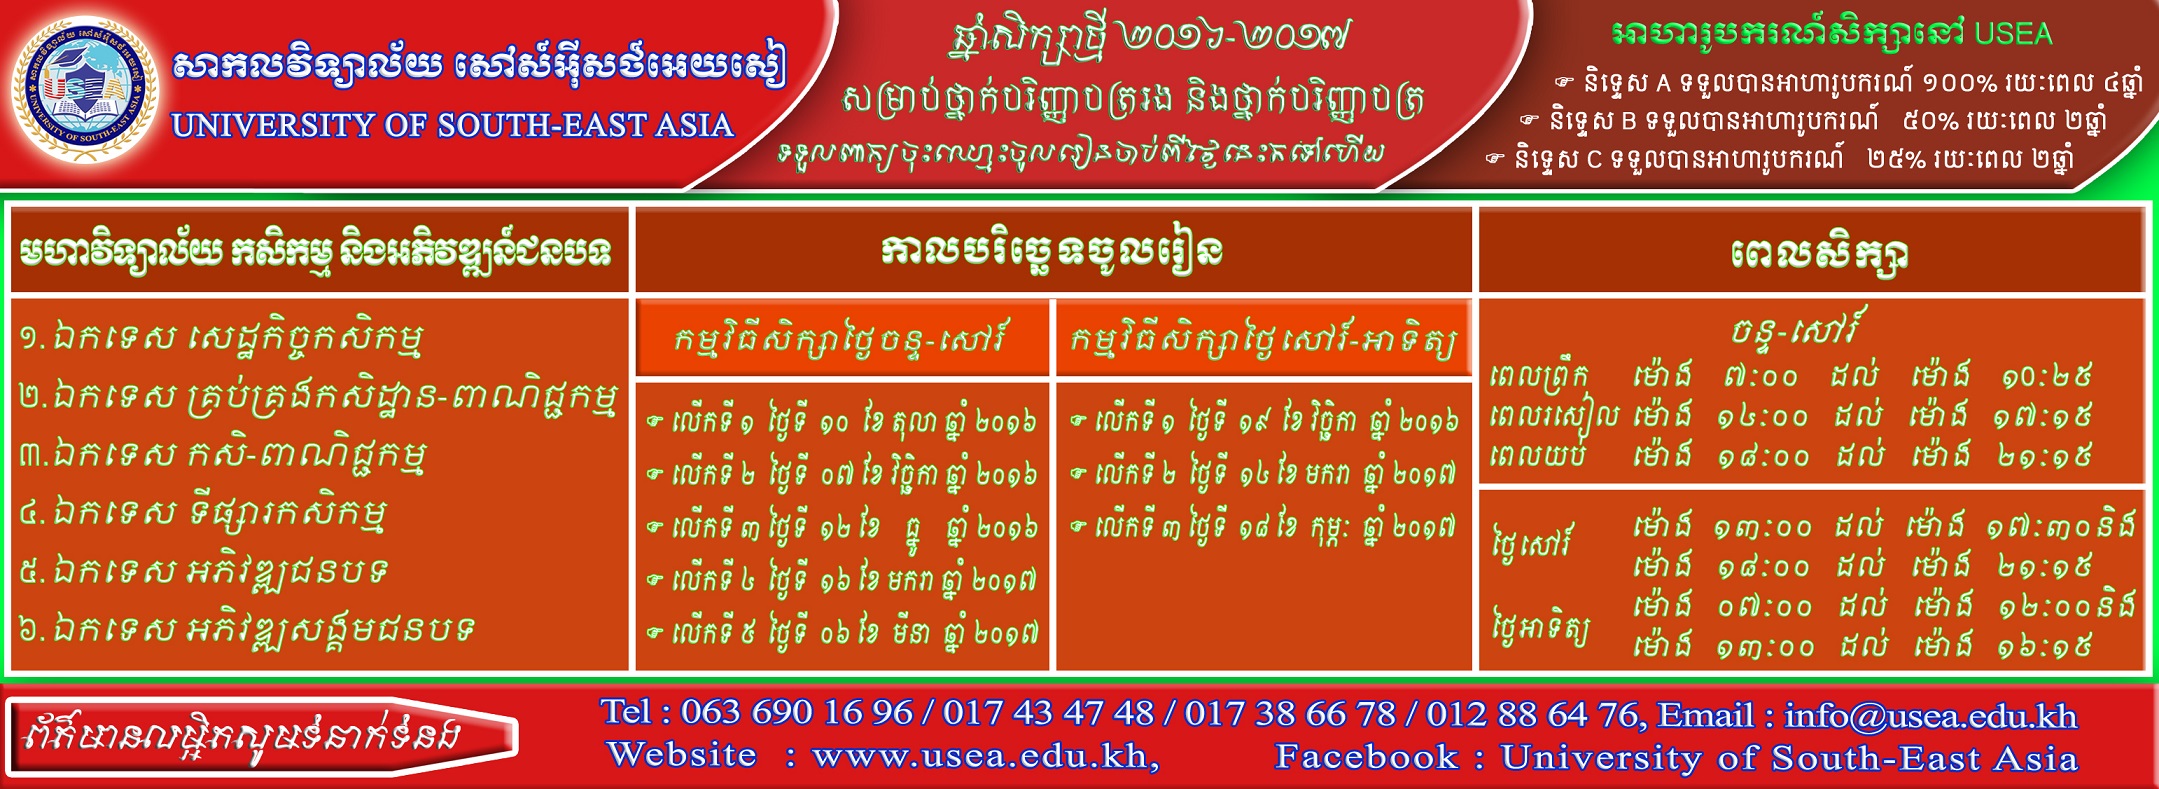 សាកលវិទ្យាល័យ សៅស៍អ៊ីសថ៍អេយសៀ
UNIVERSITY OF SOUTH-EAST ASIA
USEA
UNIVERSITY OF SOUTH-EAST ASIA
ឆ្នាំសិក្សាថ្មី ២០១៦-២០១៧
សម្រាប់ថ្នាក់បរិញ្ញាបត្ររង និងថ្នាក់បរិញ្ញាបត្រ
ទទួលពាក្យចុះឈ្មោះចូលរៀនចាប់ពីថ្ងៃនេះតទៅហើយ
អាហារូបករណ៍សិក្សានៅ USEA
☞ និទ្ទេស A ទទួលបានអាហារូបករណ៍ ១០០% រយៈពេល ៤ឆ្នាំ
☞ និទ្ទេស B ទទួលបានអាហារូបករណ៍ ៥០% រយៈពេល ២ឆ្នាំ
☞ និទ្ទេស C ទទួលបានអាហារូបករណ៍ ២៥% រយៈពេល ២ឆ្នាំ
មហាវិទ្យាល័យ កសិកម្ម និងអភិវឌ្ឍន៍ជនបទ
១. ឯកទេស សេដ្ឋកិច្ចកសិកម្ម
២. ឯកទេស គ្រប់គ្រងកសិដ្ឋាន-ពាណិជ្ជកម្ម
៣. ឯកទេស កសិ-ពាណិជ្ជកម្ម
៤. ឯកទេស ទីផ្សារកសិកម្ម
៥. ឯកទេស អភិវឌ្ឍជនបទ
៦. ឯកទេស អភិវឌ្ឍសង្គមជនបទ
កាលបរិច្ឆេទចូលរៀន
កម្មវិធីសិក្សាថ្ងៃចន្ទ-សៅរ៍
☞ លើកទី ១ ថ្ងៃទី ១០ ខែ តុលា ឆ្នាំ ២០១៦
☞ លើកទី ២ ថ្ងៃទី ០៧ ខែ វិច្ឆិកា ឆ្នាំ ២០១៦
☞ លើកទី ៣ ថ្ងៃទី ១២ ខែ ធ្នូ ឆ្នាំ ២០១៦
☞ លើកទី ៤ ថ្ងៃទី ១៦ ខែ មករា ឆ្នាំ ២០១៧
☞ លើកទី ៥ ថ្ងៃទី ០៦ ខែ មីនា ឆ្នាំ ២០១៧
កម្មវិធីសិក្សាថ្ងៃសៅរ៍-អាទិត្យ
☞ លើកទី ១ ថ្ងៃទី ១៩ ខែ វិច្ឆិកា ឆ្នាំ ២០១៦
☞ លើកទី ២ ថ្ងៃទី ១៤ ខែ មករា ឆ្នាំ ២០១៧
☞ លើកទី ៣ ថ្ងៃទី ១៨ ខែ កុម្ភៈ ឆ្នាំ ២០១៧
ពេលសិក្សា
ចន្ទ-សៅរ៍
ពេលព្រឹក ម៉ោង ៧:០០ ដល់ ម៉ោង ១០:២៥
ពេលរសៀល ម៉ោង ១៤:០០ ដល់ ម៉ោង ១៧:១៥
ពេលយប់ ម៉ោង ១៨:០០ ដល់ ម៉ោង ២១:១៥
ថ្ងៃសៅរ៍ ម៉ោង ១៣:០០ ដល់ ម៉ោង ១៧:៣០និង
ម៉ោង ១៨:០០ ដល់ ម៉ោង ២១:១៥
ថ្ងៃអាទិត្យ ម៉ោង ០៧:០០ ដល់ ម៉ោង ១២:០០និង
ម៉ោង ១៣:០០ ដល់ ម៉ោង ១៦:១៥
ព័ត៌មានលម្អិតសូមទំនាក់ទំនង
Tel : 063 690 16 96 / 017 43 47 48 / 017 38 66 78 / 012 88 64 76, Email : info@usea.edu.kh
Website : www.usea.edu.kh, Facebook : University of South-East Asia